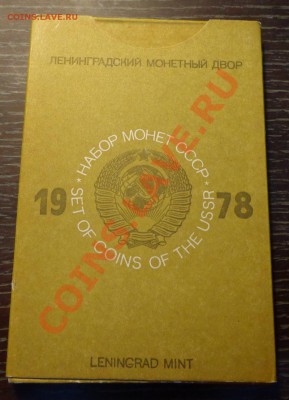 ЛЕНИНГРАДСКИЙ МОНЕТНЫЙ ДВОР
• НАБОР МОНЕТ СССР •
19 78
SET OF COINS OF THE USSR
LENINGRAD MINT
COINS.LAVE.RU
COINS.LAVE.RU